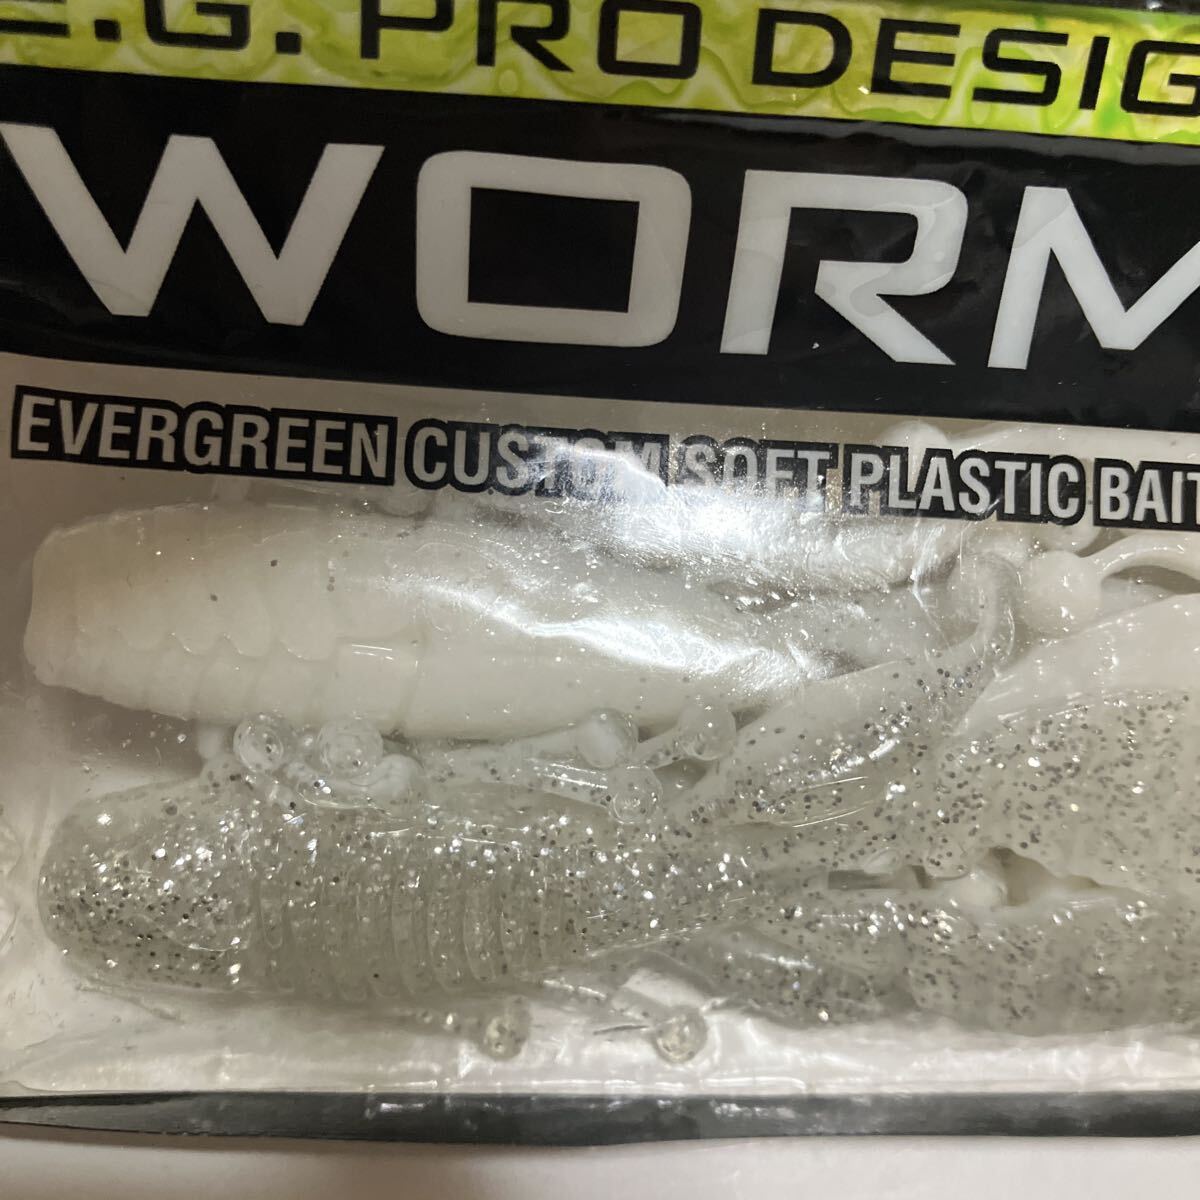 E.G. PRO DESIG
WORM
EVERGREEN CUSTOM SOFT PLASTIC BAIT